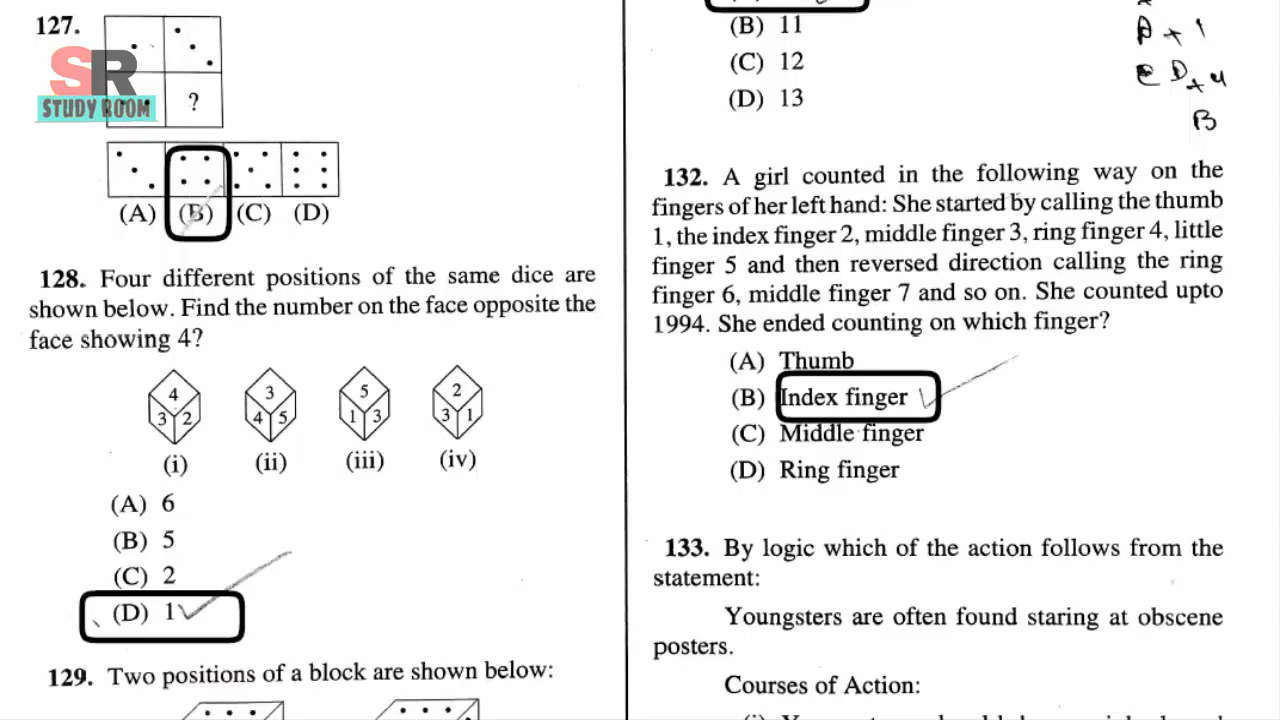 127.
SR
STUDY ROOM
?
(A) (B) (C) (D)
128. Four different positions of the same dice are
shown below. Find the number on the face opposite the
face showing 4?
4 3 2
3 4 5
5 1 3
2 3 1
(i) (ii) (iii) (iv)
(A) 6
(B) 5
(C) 2
(D) 1
129. Two positions of a block are shown below:
(B) 11
(C) 12
(D) 13
B
132. A girl counted in the following way on the
fingers of her left hand: She started by calling the thumb
1, the index finger 2, middle finger 3, ring finger 4, little
finger 5 and then reversed direction calling the ring
finger 6, middle finger 7 and so on. She counted upto
1994. She ended counting on which finger?
(A) Thumb
(B) Index finger
(C) Middle finger
(D) Ring finger
133. By logic which of the action follows from the
statement:
Youngsters are often found staring at obscene
posters.
Courses of Action: